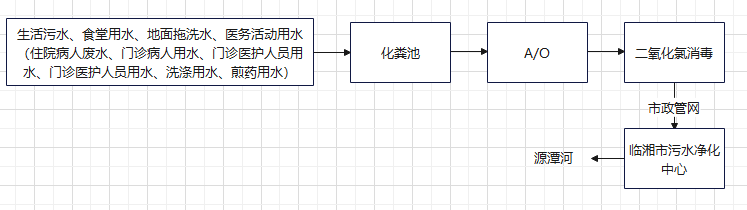 生活污水、食堂用水、地面拖洗水、医务活动用水
（住院病人废水、门诊病人用水、门诊医护人员用
水、门诊医护人员用水、洗涤用水、煎药用水）
化粪池
A/O
二氧化氯消毒
市政管网
临湘市污水净化
中心
源潭河